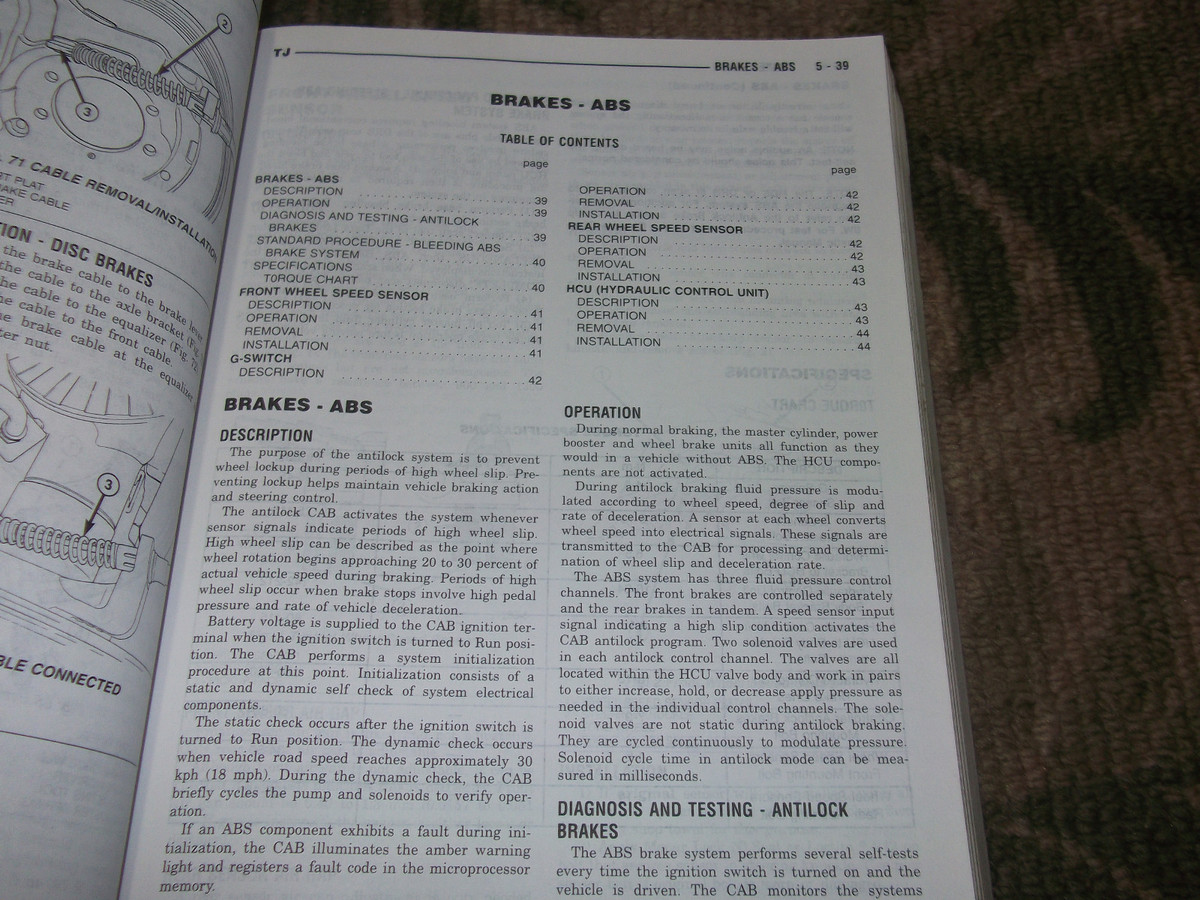 2
3
. 71 CABLE REMOVAL/INSTALLATION
RT PLAT
AKE CABLE
ER
TION - DISC BRAKES
the brake cable to the brake lever
the cable to the axle bracket (Fig.
he cable to the equalizer (Fig. 72)
he cable to the front cable.
e brake cable at the equalizer
ter nut.
3
BLE CONNECTED
TJ
BRAKES - ABS 5 - 39
BRAKES - ABS
TABLE OF CONTENTS
page
BRAKES - ABS
DESCRIPTION . . . . . . . . . . . . . . . . . . . . . . . 39
OPERATION . . . . . . . . . . . . . . . . . . . . . . . 39
DIAGNOSIS AND TESTING - ANTILOCK
BRAKES . . . . . . . . . . . . . . . . . . . . . . . 39
STANDARD PROCEDURE - BLEEDING ABS
BRAKE SYSTEM . . . . . . . . . . . . . . . . . . . . . . . 40
SPECIFICATIONS
TORQUE CHART . . . . . . . . . . . . . . . . . . . . . . . 40
FRONT WHEEL SPEED SENSOR
DESCRIPTION . . . . . . . . . . . . . . . . . . . . . . . 41
OPERATION . . . . . . . . . . . . . . . . . . . . . . . 41
REMOVAL . . . . . . . . . . . . . . . . . . . . . . . 41
INSTALLATION . . . . . . . . . . . . . . . . . . . . . . . 41
G-SWITCH
DESCRIPTION . . . . . . . . . . . . . . . . . . . . . . . 42
page
OPERATION . . . . . . . . . . . . . . . . . . . . . . . 42
REMOVAL . . . . . . . . . . . . . . . . . . . . . . . 42
INSTALLATION . . . . . . . . . . . . . . . . . . . . . . . 42
REAR WHEEL SPEED SENSOR
DESCRIPTION . . . . . . . . . . . . . . . . . . . . . . . 42
OPERATION . . . . . . . . . . . . . . . . . . . . . . . 42
REMOVAL . . . . . . . . . . . . . . . . . . . . . . . 43
INSTALLATION . . . . . . . . . . . . . . . . . . . . . . . 43
HCU (HYDRAULIC CONTROL UNIT)
DESCRIPTION . . . . . . . . . . . . . . . . . . . . . . . 43
OPERATION . . . . . . . . . . . . . . . . . . . . . . . 43
REMOVAL . . . . . . . . . . . . . . . . . . . . . . . 44
INSTALLATION . . . . . . . . . . . . . . . . . . . . . . . 44
BRAKES - ABS
DESCRIPTION
The purpose of the antilock system is to prevent
wheel lockup during periods of high wheel slip. Pre-
venting lockup helps maintain vehicle braking action
and steering control.
The antilock CAB activates the system whenever
sensor signals indicate periods of high wheel slip.
High wheel slip can be described as the point where
wheel rotation begins approaching 20 to 30 percent of
actual vehicle speed during braking. Periods of high
wheel slip occur when brake stops involve high pedal
pressure and rate of vehicle deceleration.
Battery voltage is supplied to the CAB ignition ter-
minal when the ignition switch is turned to Run posi-
tion. The CAB performs a system initialization
procedure at this point. Initialization consists of a
static and dynamic self check of system electrical
components.
The static check occurs after the ignition switch is
turned to Run position. The dynamic check occurs
when vehicle road speed reaches approximately 30
kph (18 mph). During the dynamic check, the CAB
briefly cycles the pump and solenoids to verify oper-
ation.
If an ABS component exhibits a fault during ini-
tialization, the CAB illuminates the amber warning
light and registers a fault code in the microprocessor
memory.
OPERATION
During normal braking, the master cylinder, power
booster and wheel brake units all function as they
would in a vehicle without ABS. The HCU compo-
nents are not activated.
During antilock braking fluid pressure is modu-
lated according to wheel speed, degree of slip and
rate of deceleration. A sensor at each wheel converts
wheel speed into electrical signals. These signals are
transmitted to the CAB for processing and determi-
nation of wheel slip and deceleration rate.
The ABS system has three fluid pressure control
channels. The front brakes are controlled separately
and the rear brakes in tandem. A speed sensor input
signal indicating a high slip condition activates the
CAB antilock program. Two solenoid valves are used
in each antilock control channel. The valves are all
located within the HCU valve body and work in pairs
to either increase, hold, or decrease apply pressure as
needed in the individual control channels. The sole-
noid valves are not static during antilock braking.
They are cycled continuously to modulate pressure.
Solenoid cycle time in antilock mode can be mea-
sured in milliseconds.
DIAGNOSIS AND TESTING - ANTILOCK
BRAKES
The ABS brake system performs several self-tests
every time the ignition switch is turned on and the
vehicle is driven. The CAB monitors the systems